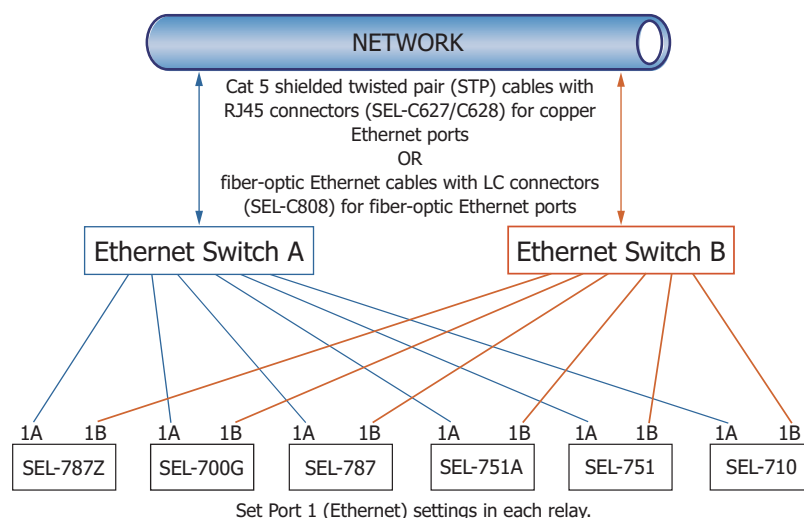 NETWORK
Cat 5 shielded twisted pair (STP) cables with
RJ45 connectors (SEL-C627/C628) for copper
Ethernet ports
OR
fiber-optic Ethernet cables with LC connectors
(SEL-C808) for fiber-optic Ethernet ports
Ethernet Switch A
Ethernet Switch B
1A 1B 1A 1B 1A 1B 1A 1B 1A 1B 1A 1B
SEL-787Z SEL-700G SEL-787 SEL-751A SEL-751 SEL-710
Set Port 1 (Ethernet) settings in each relay.